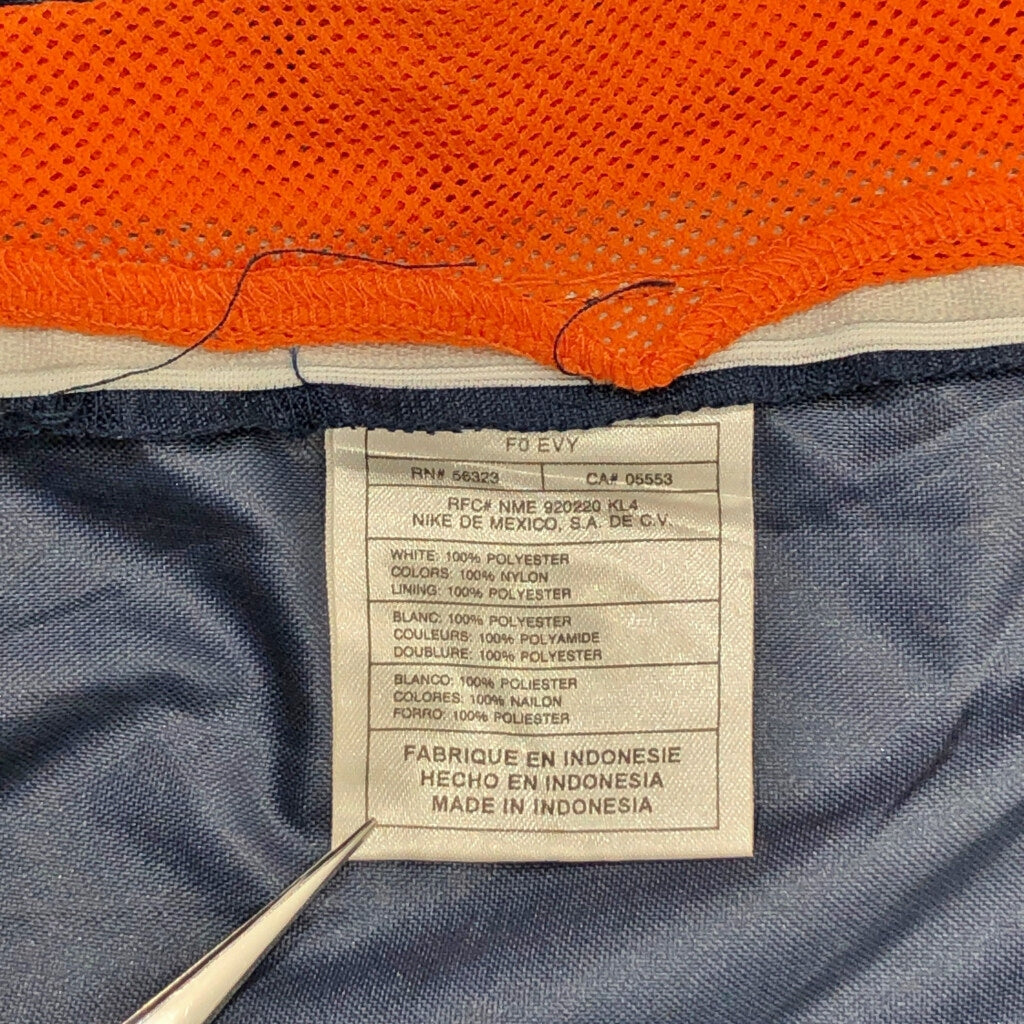 F0 EVY
RN# 56323 CA# 05553
RFC# NME 920220 KL4
NIKE DE MEXICO, S.A. DE C.V.
WHITE: 100% POLYESTER
COLORS: 100% NYLON
LINING: 100% POLYESTER
BLANC: 100% POLYESTER
COULEURS: 100% POLYAMIDE
DOUBLURE: 100% POLYESTER
BLANCO: 100% POLIESTER
COLORES: 100% NAILON
FORRO: 100% POLIESTER
FABRIQUE EN INDONESIE
HECHO EN INDONESIA
MADE IN INDONESIA